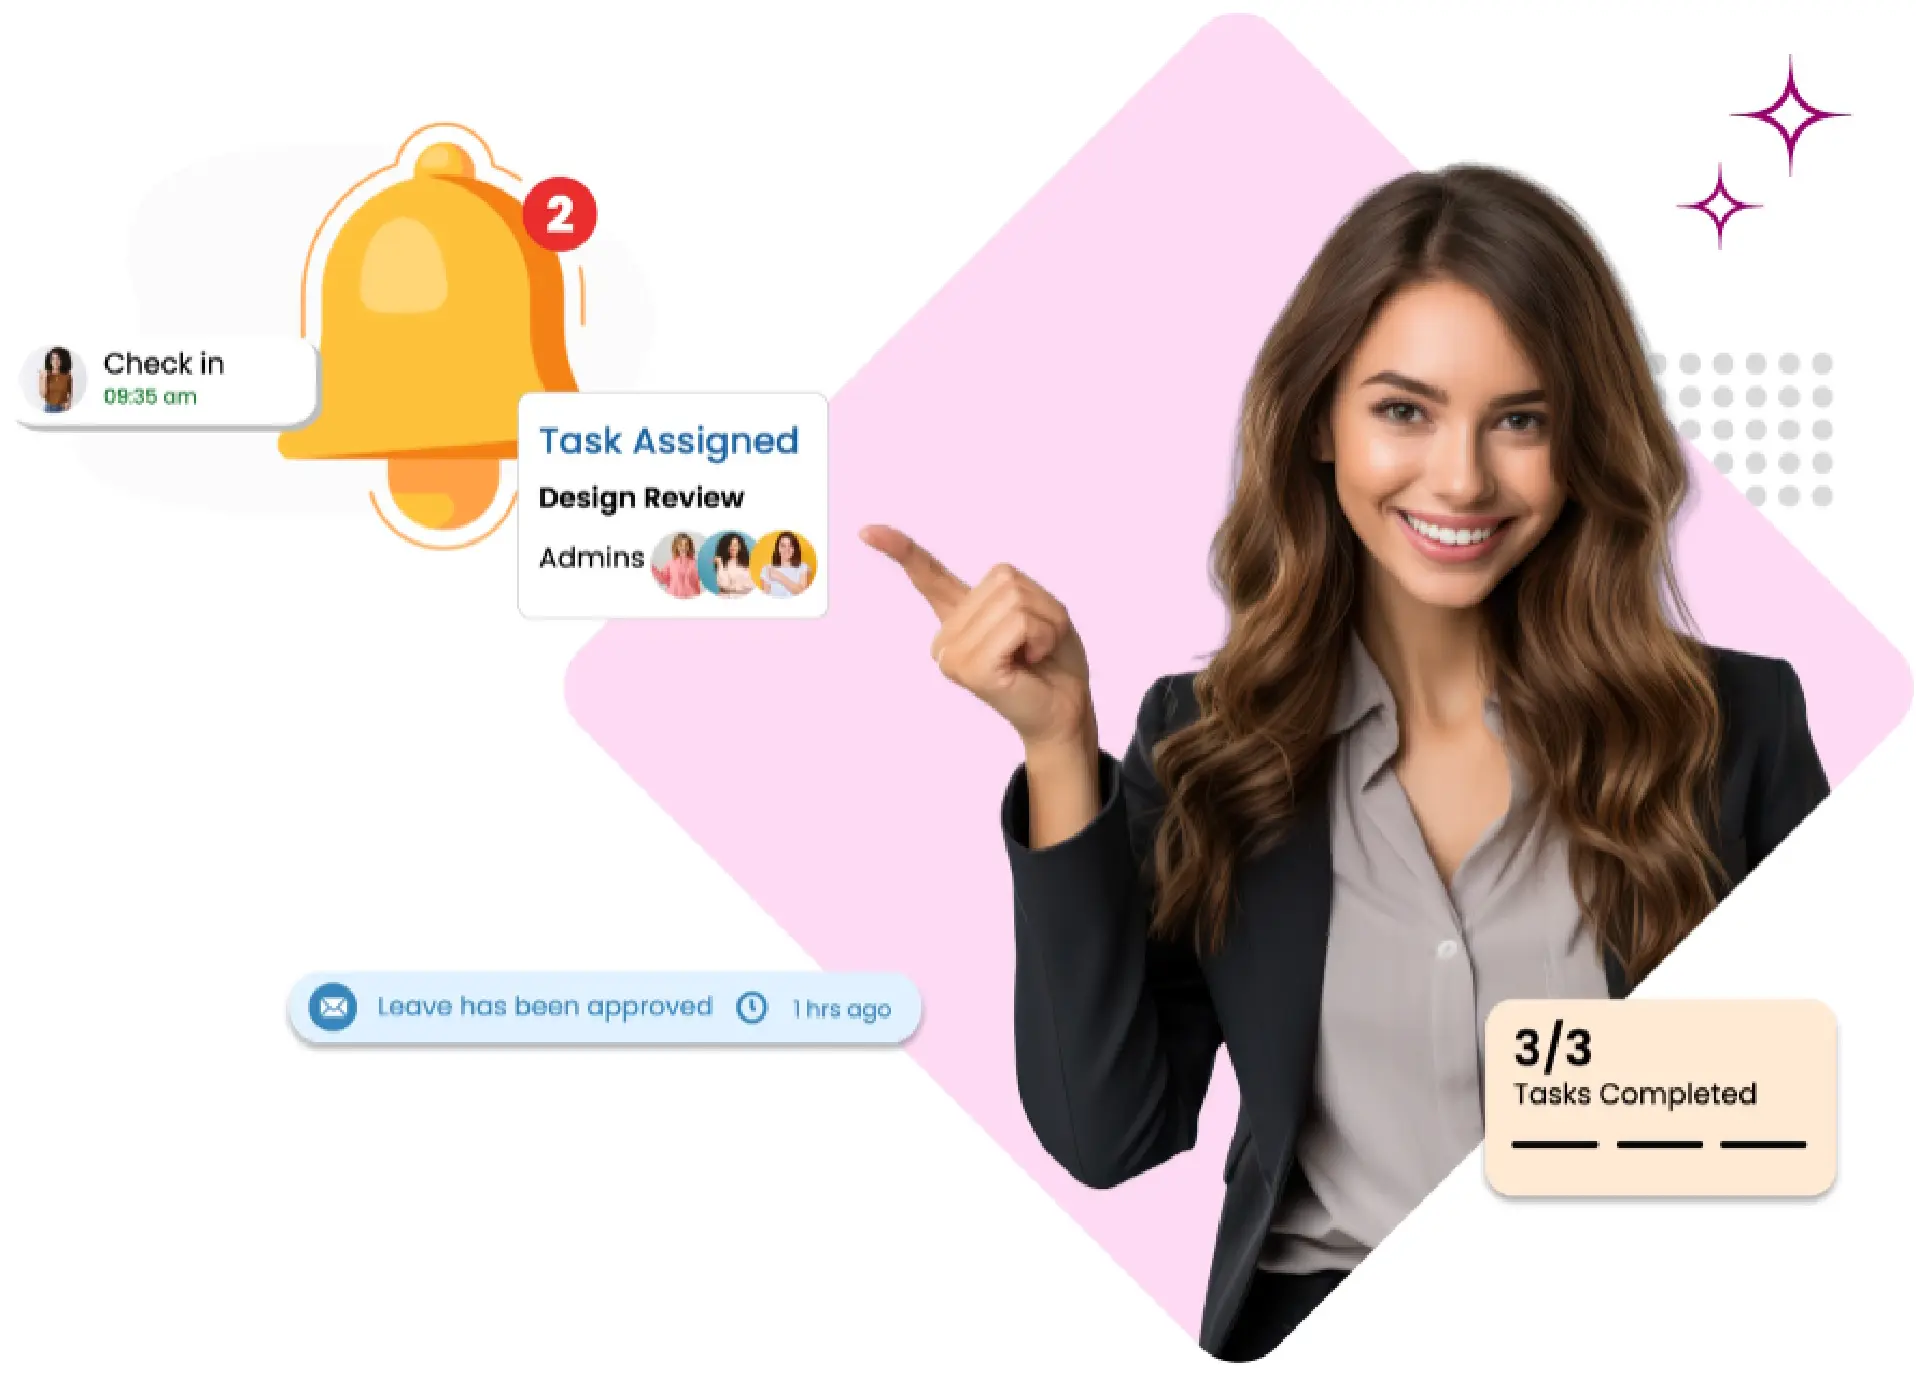 2
Check in
09:35 am
Task Assigned
Design Review
Admins
Leave has been approved 1 hrs ago
3/3
Tasks Completed